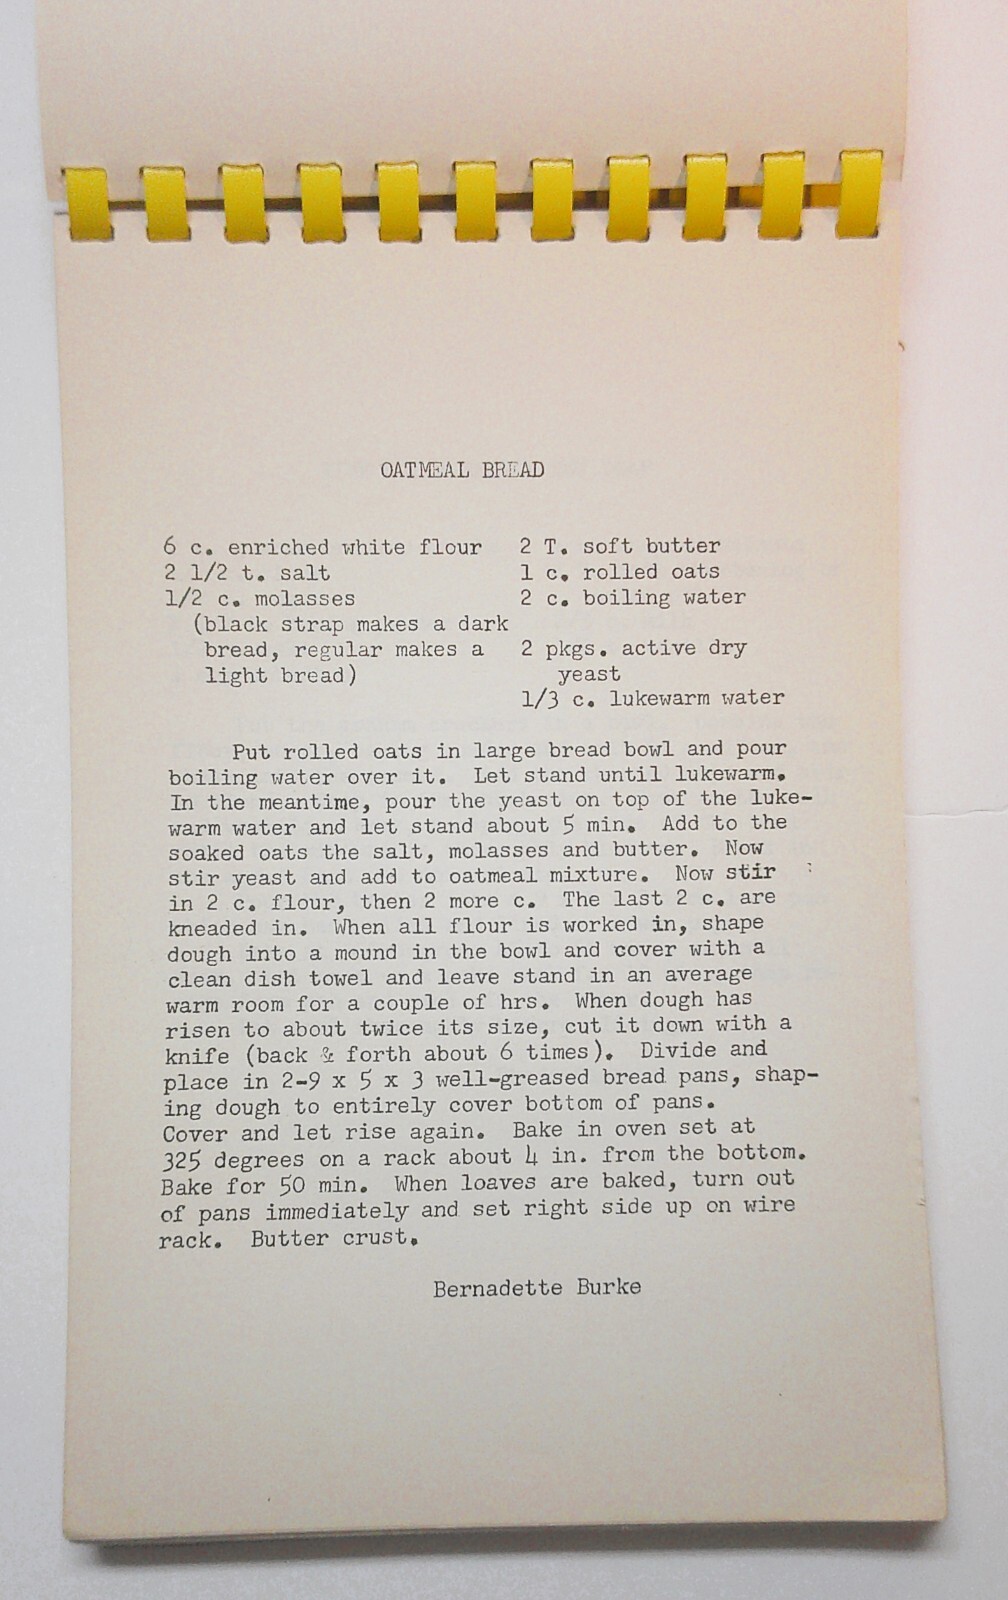 OATMEAL BREAD
6 c. enriched white flour
2 1/2 t. salt
1/2 c. molasses
(black strap makes a dark
bread, regular makes a
light bread)
2 T. soft butter
1 c. rolled oats
2 c. boiling water
2 pkgs. active dry
yeast
1/3 c. lukewarm water
Put rolled oats in large bread bowl and pour
boiling water over it. Let stand until lukewarm.
In the meantime, pour the yeast on top of the luke-
warm water and let stand about 5 min. Add to the
soaked oats the salt, molasses and butter. Now
stir yeast and add to oatmeal mixture. Now stir
in 2 c. flour, then 2 more c. The last 2 c. are
kneaded in. When all flour is worked in, shape
dough into a mound in the bowl and cover with a
clean dish towel and leave stand in an average
warm room for a couple of hrs. When dough has
risen to about twice its size, cut it down with a
knife (back & forth about 6 times). Divide and
place in 2-9 x 5 x 3 well-greased bread pans, shap-
ing dough to entirely cover bottom of pans.
Cover and let rise again. Bake in oven set at
325 degrees on a rack about 4 in. from the bottom.
Bake for 50 min. When loaves are baked, turn out
of pans immediately and set right side up on wire
rack. Butter crust.
Bernadette Burke